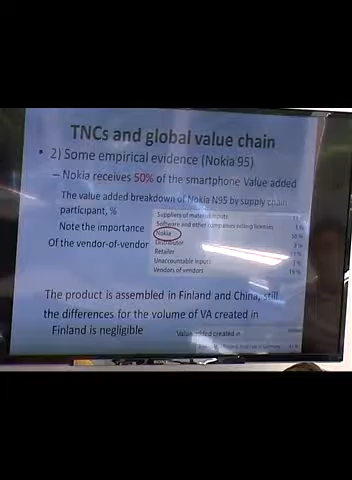 TNCs and global value chain
• 2) Some empirical evidence (Nokia 95)
– Nokia receives 50% of the smartphone Value added
The value added breakdown of Nokia N95 by supply chain
participant, %
Note the importance
Of the vendor-of-vendor
Suppliers of material inputs
Software and other companies selling licenses
Nokia
Distributor
Retailer
Unaccountable inputs
Vendors of vendors 19 %
The product is assembled in Finland and China, still
the differences for the volume of VA created in
Finland is negligible
Value added created in